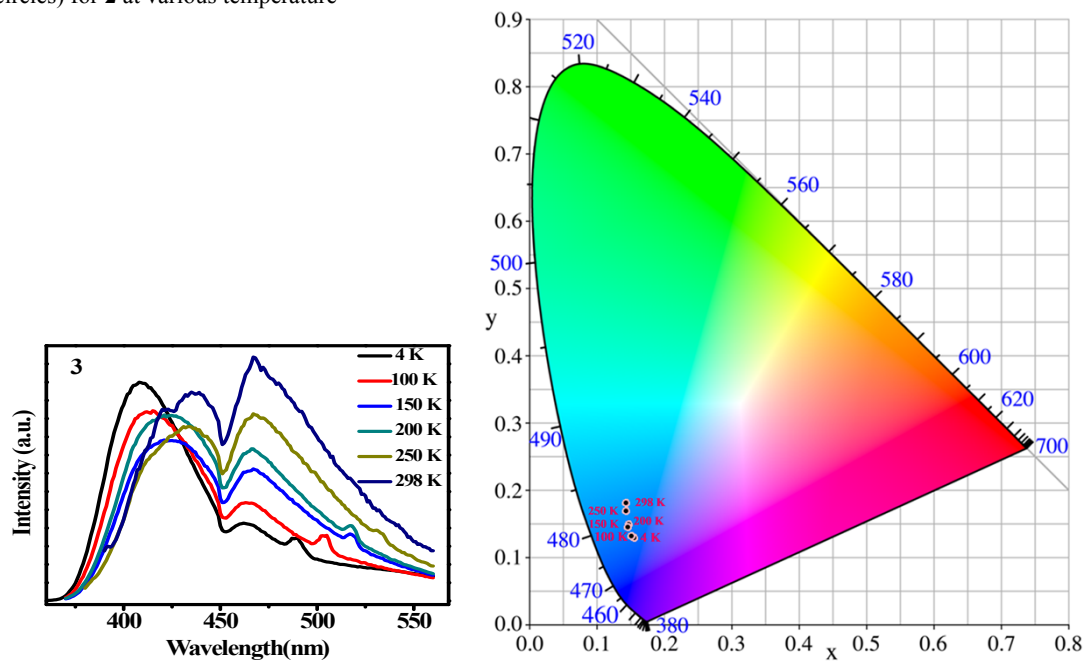 circles) for 2 at various temperature
3
4 K
100 K
150 K
200 K
250 K
298 K
Intensity (a.u.)
400
450
500
550
Wavelength(nm)
0.9
0.8
0.7
0.6
0.5
y
0.4
0.3
0.2
0.1
0.0
520
540
560
500
580
600
620
490
700
298 K
250 K
200 K
150 K
480
100 K
4 K
470
460
380
0.0
0.1
0.2
0.3
0.4
0.5
0.6
0.7
0.8
x